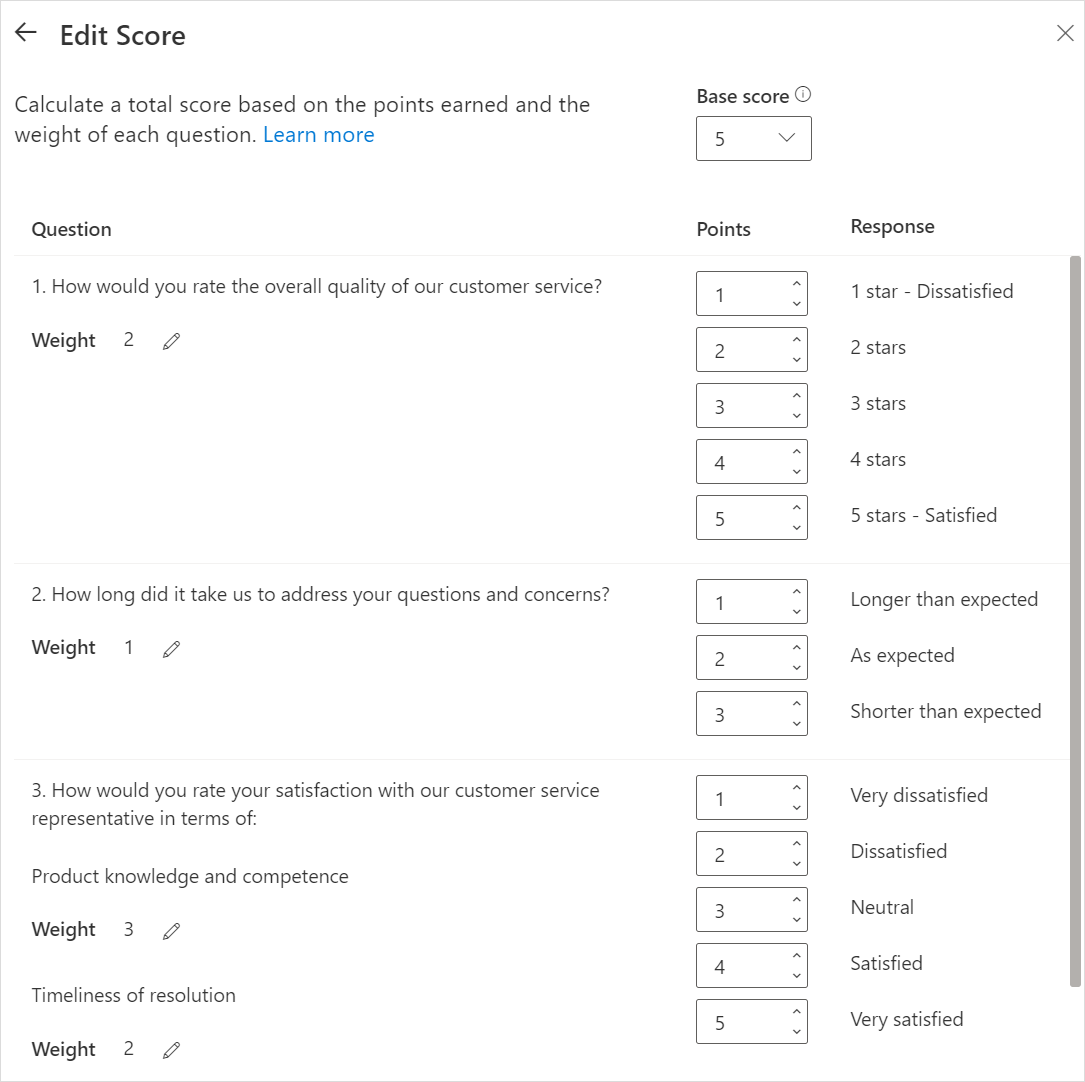 Edit Score
Calculate a total score based on the points earned and the
weight of each question. Learn more
Base score
5
Question
Points
Response
1. How would you rate the overall quality of our customer service?
Weight 2
1
1 star - Dissatisfied
2
2 stars
3
3 stars
4
4 stars
5
5 stars - Satisfied
2. How long did it take us to address your questions and concerns?
Weight 1
1
Longer than expected
2
As expected
3
Shorter than expected
3. How would you rate your satisfaction with our customer service
representative in terms of:
Product knowledge and competence
Weight 3
Timeliness of resolution
Weight 2
1
Very dissatisfied
2
Dissatisfied
3
Neutral
4
Satisfied
5
Very satisfied